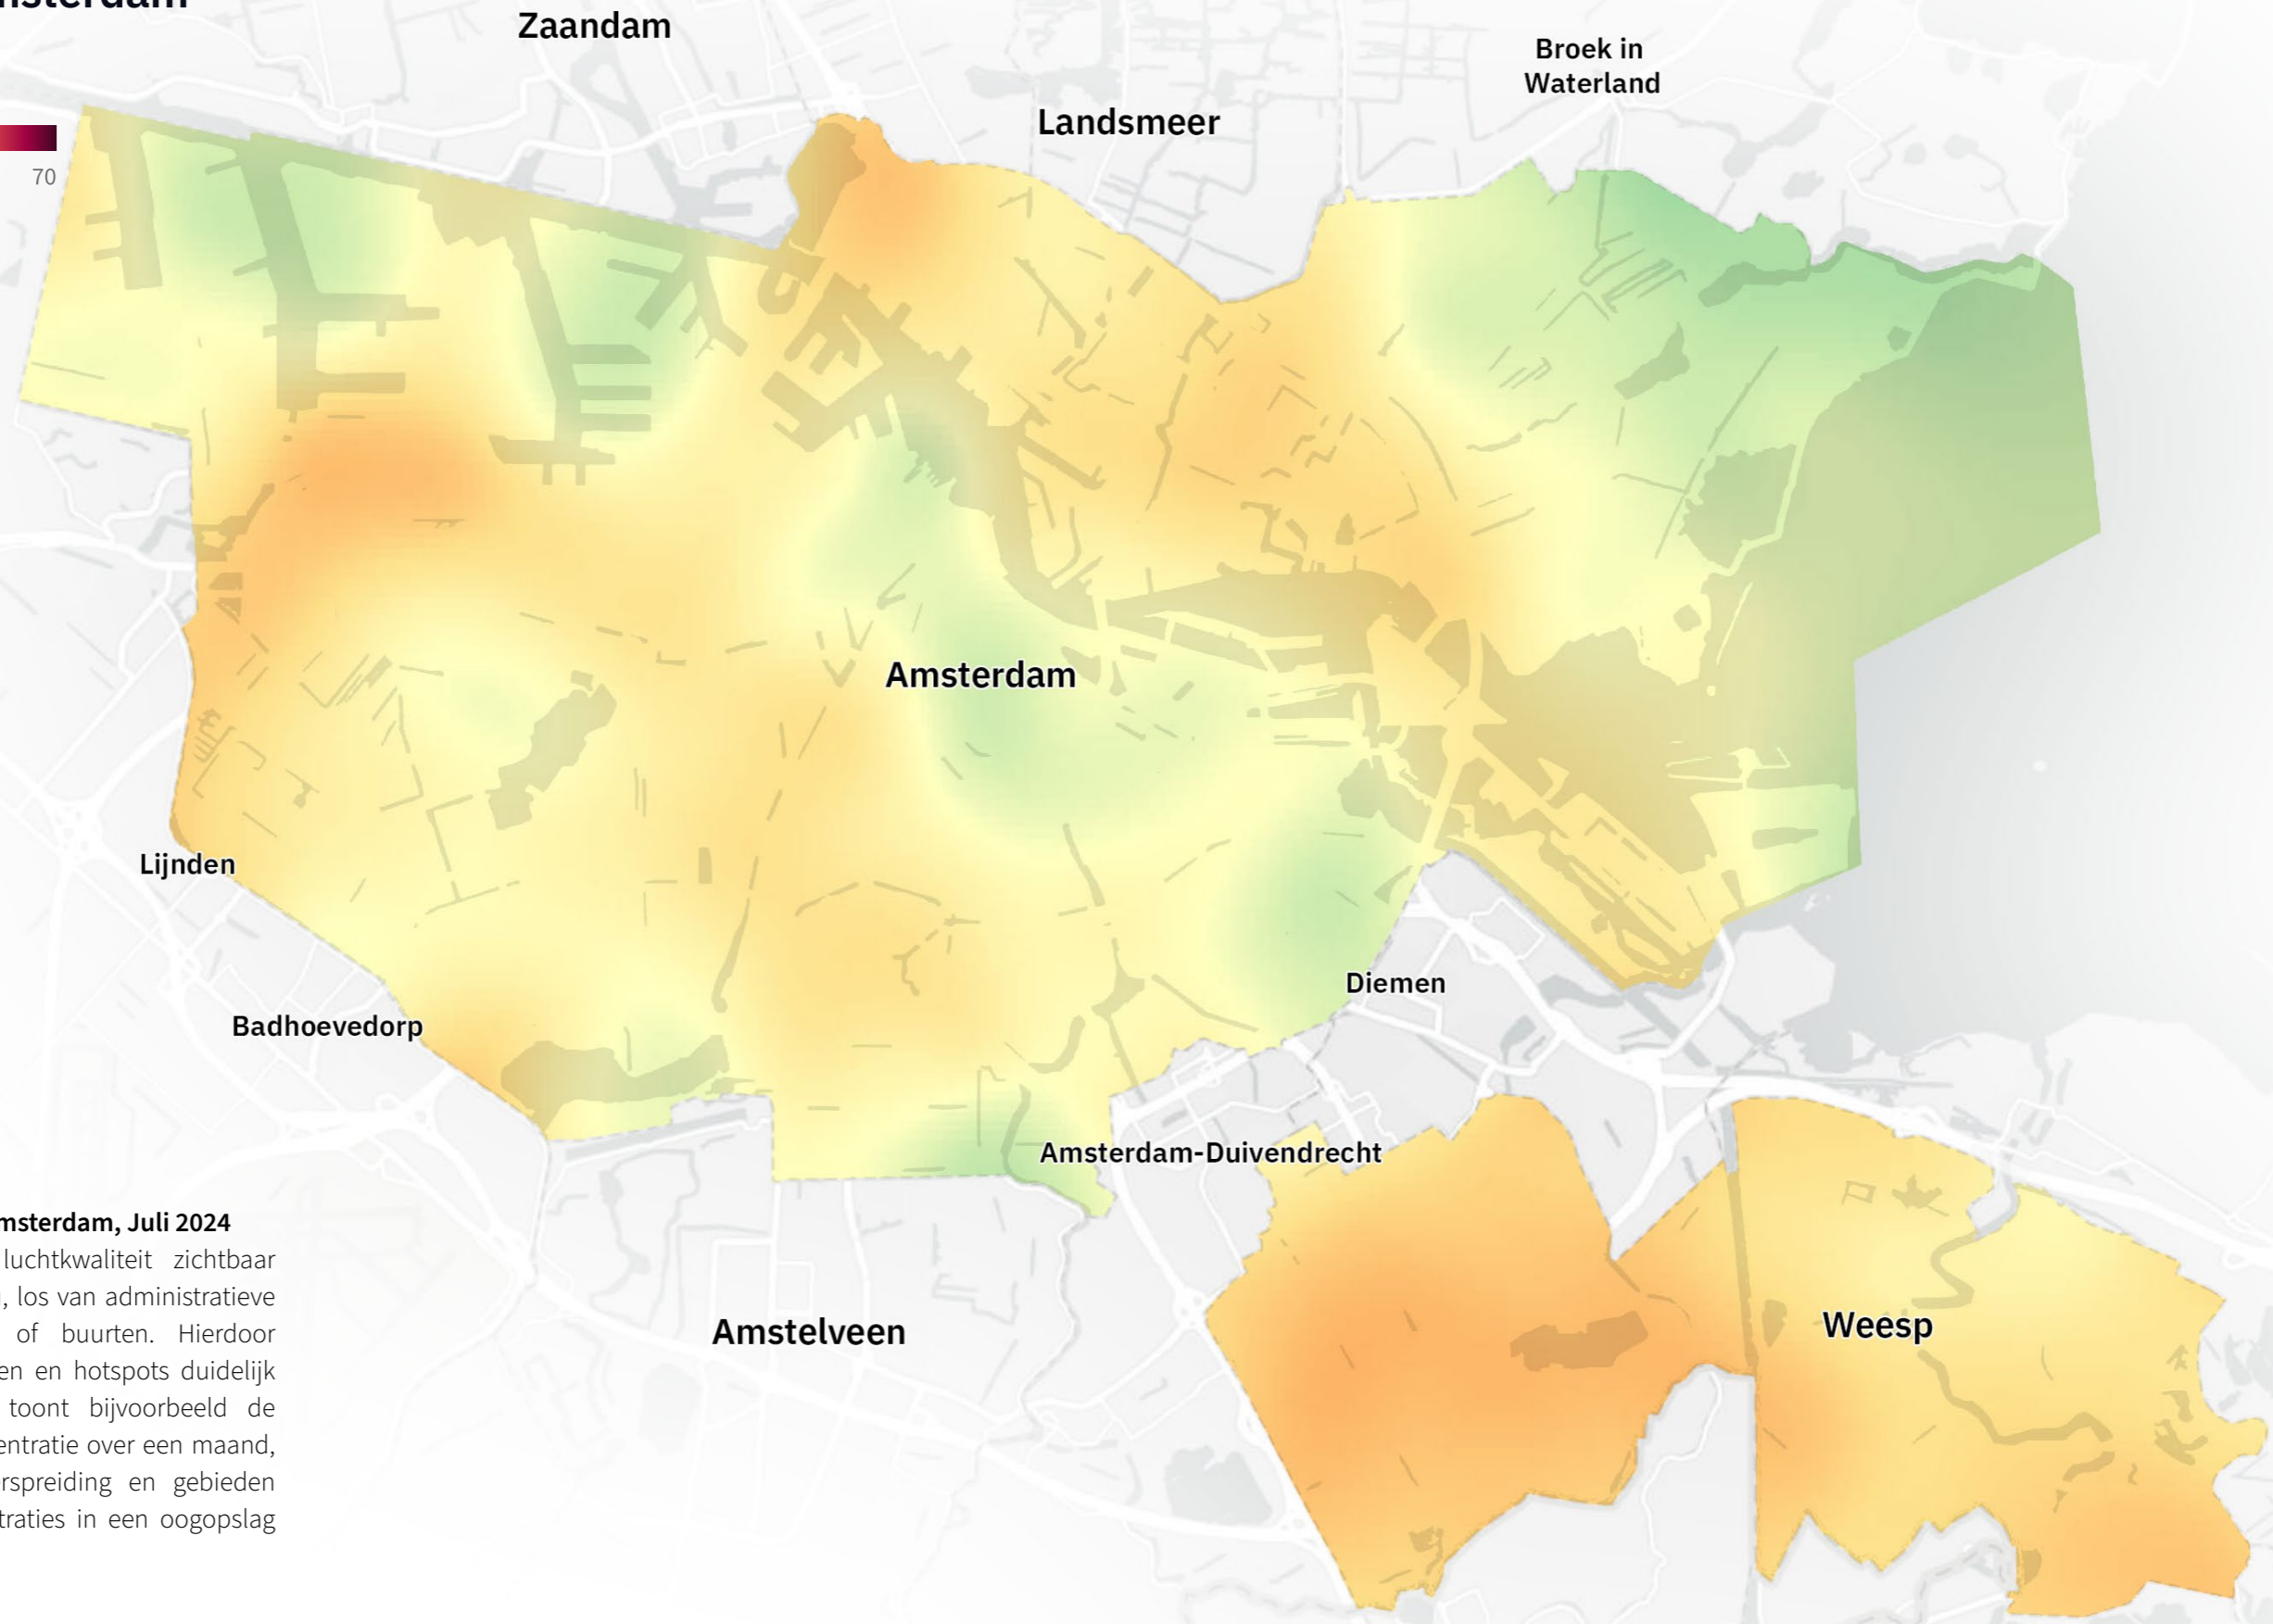 Zaandam
Broek in
Waterland
Landsmeer
70
Amsterdam
Lijnden
Diemen
Badhoevedorp
Amsterdam-Duivendrecht
msterdam, Juli 2024
luchtkwaliteit zichtbaar
, los van administratieve
of buurten. Hierdoor
en en hotspots duidelijk
toont bijvoorbeeld de
entratie over een maand,
rspreiding en gebieden
traties in een oogopslag
Amstelveen
Weesp